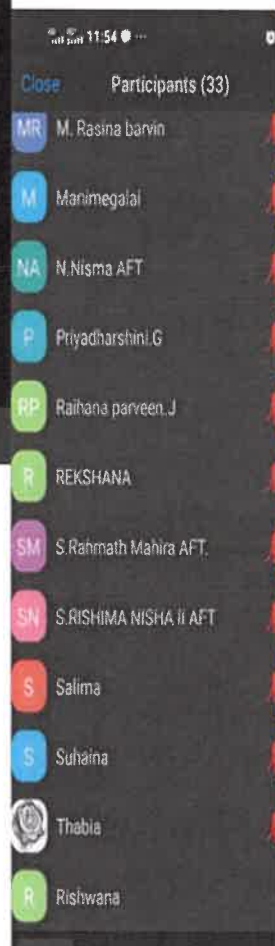 11:54
Close Participants (33)
MR M. Rasina barvin
M Manimegalai
NA N.Nisma AFT
P Priyadharshini.G
RP Raihana parveen.J
R REKSHANA
SM S.Rahmath Mahira AFT.
SN S.RISHIMA NISHA II AFT
S Salima
S Suhaina
Thabia
R Rishwana